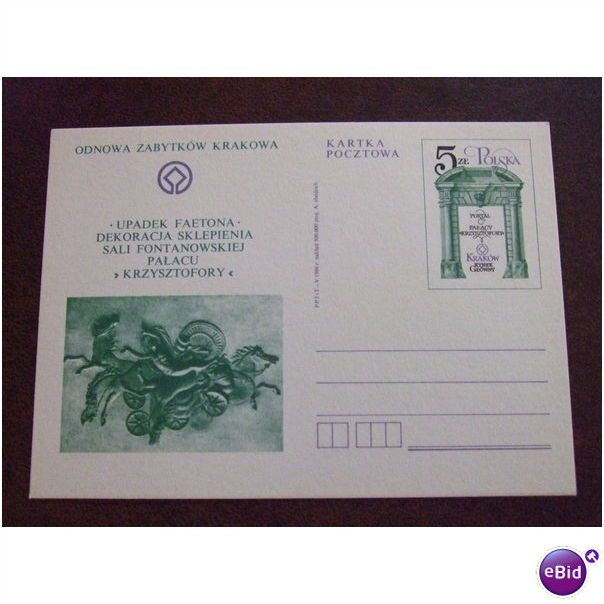 ODNOWA ZABYTKÓW KRAKOWA
· UPADEK FAETONA ·
DEKORACJA SKLEPIENIA
SALI FONTANOWSKIEJ
PAŁACU
» KRZYSZTOFORY «
KARTKA
POCZTOWA
5 ZŁ POLSKA
PORTAL
PAŁACU
KRZYSZTOFORY
KRAKÓW
RYNEK
GŁÓWNY
eBid